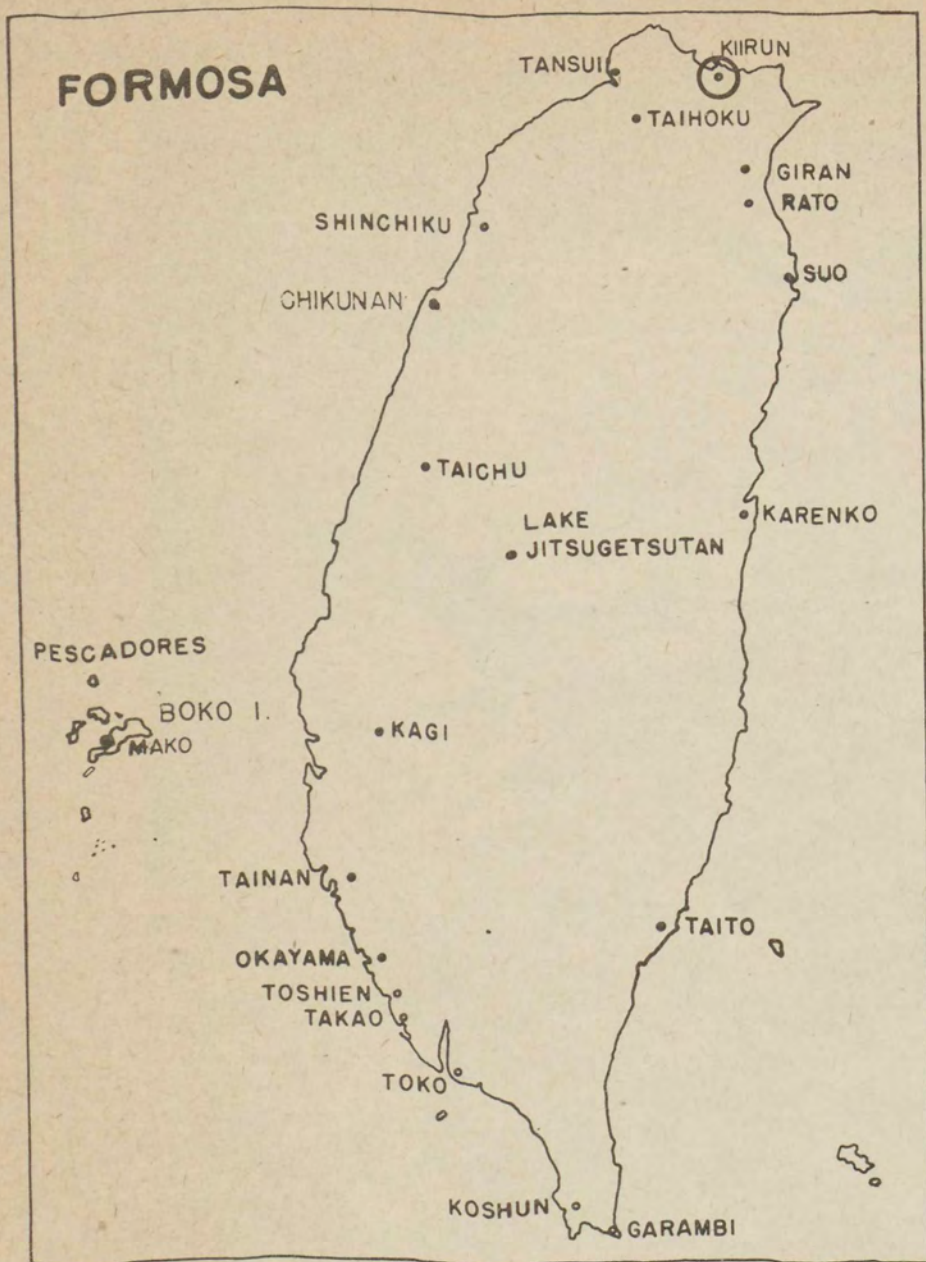 FORMOSA
KIIRUN
TANSUI
TAIHOKU
GIRAN
RATO
SHINCHIKU
SUO
CHIKUNAN
TAICHU
LAKE
JITSUGETSUTAN
KARENKO
PESCADORES
BOKO I.
MAKO
KAGI
TAINAN
TAITO
OKAYAMA
TOSHIEN
TAKAO
TOKO
KOSHUN
GARAMBI